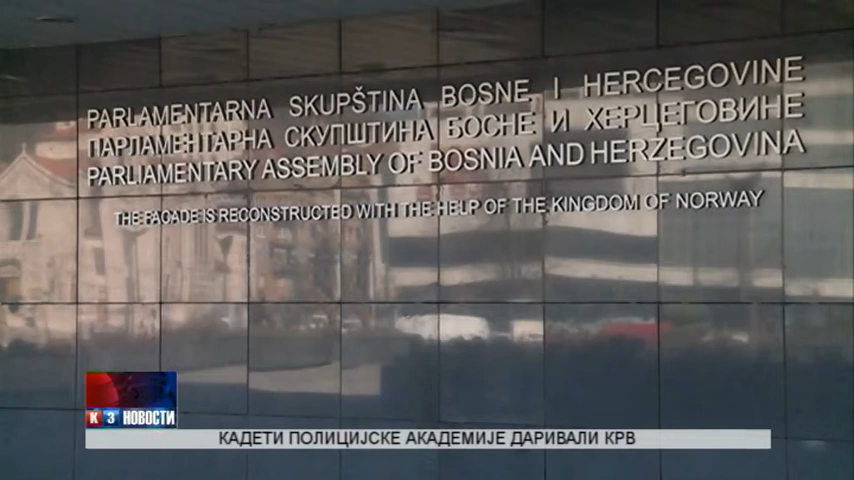 PARLAMENTARNA SKUPŠTINA BOSNE I HERCEGOVINE
ПАРЛАМЕНТАРНА СКУПШТИНА БОСНЕ И ХЕРЦЕГОВИНЕ
PARLIAMENTARY ASSEMBLY OF BOSNIA AND HERZEGOVINA
THE FACADE IS RECONSTRUCTED WITH THE HELP OF THE KINGDOM OF NORWAY
К 3 НОВОСТИ
КАДЕТИ ПОЛИЦИЈСКЕ АКАДЕМИЈЕ ДАРИВАЛИ КРВ